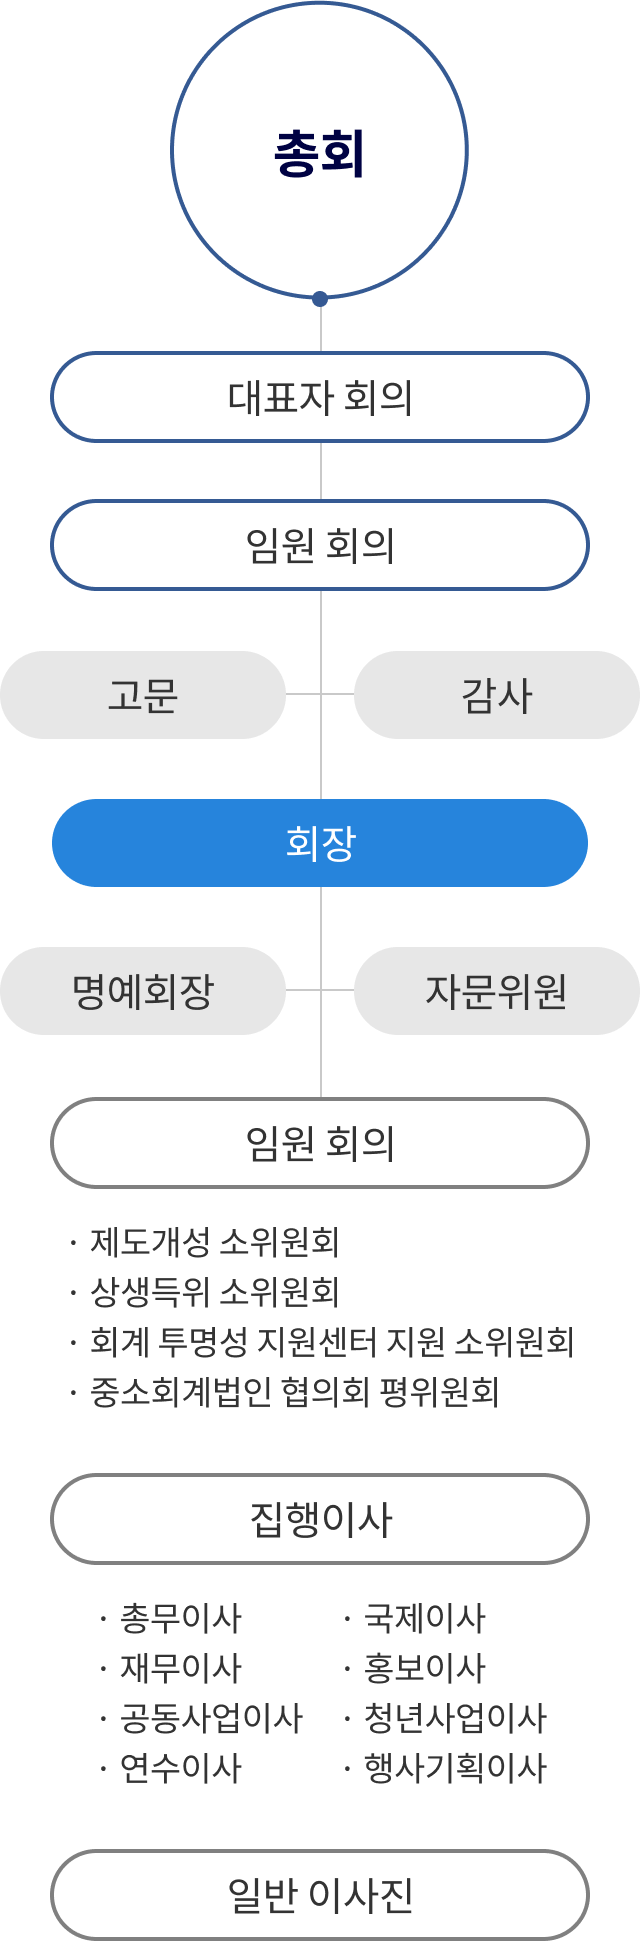 총회
대표자 회의
임원 회의
고문 감사
회장
명예회장 자문위원
임원 회의
· 제도개성 소위원회
· 상생득위 소위원회
· 회계 투명성 지원센터 지원 소위원회
· 중소회계법인 협의회 평위원회
집행이사
· 총무이사 · 국제이사
· 재무이사 · 홍보이사
· 공동사업이사 · 청년사업이사
· 연수이사 · 행사기획이사
일반 이사진